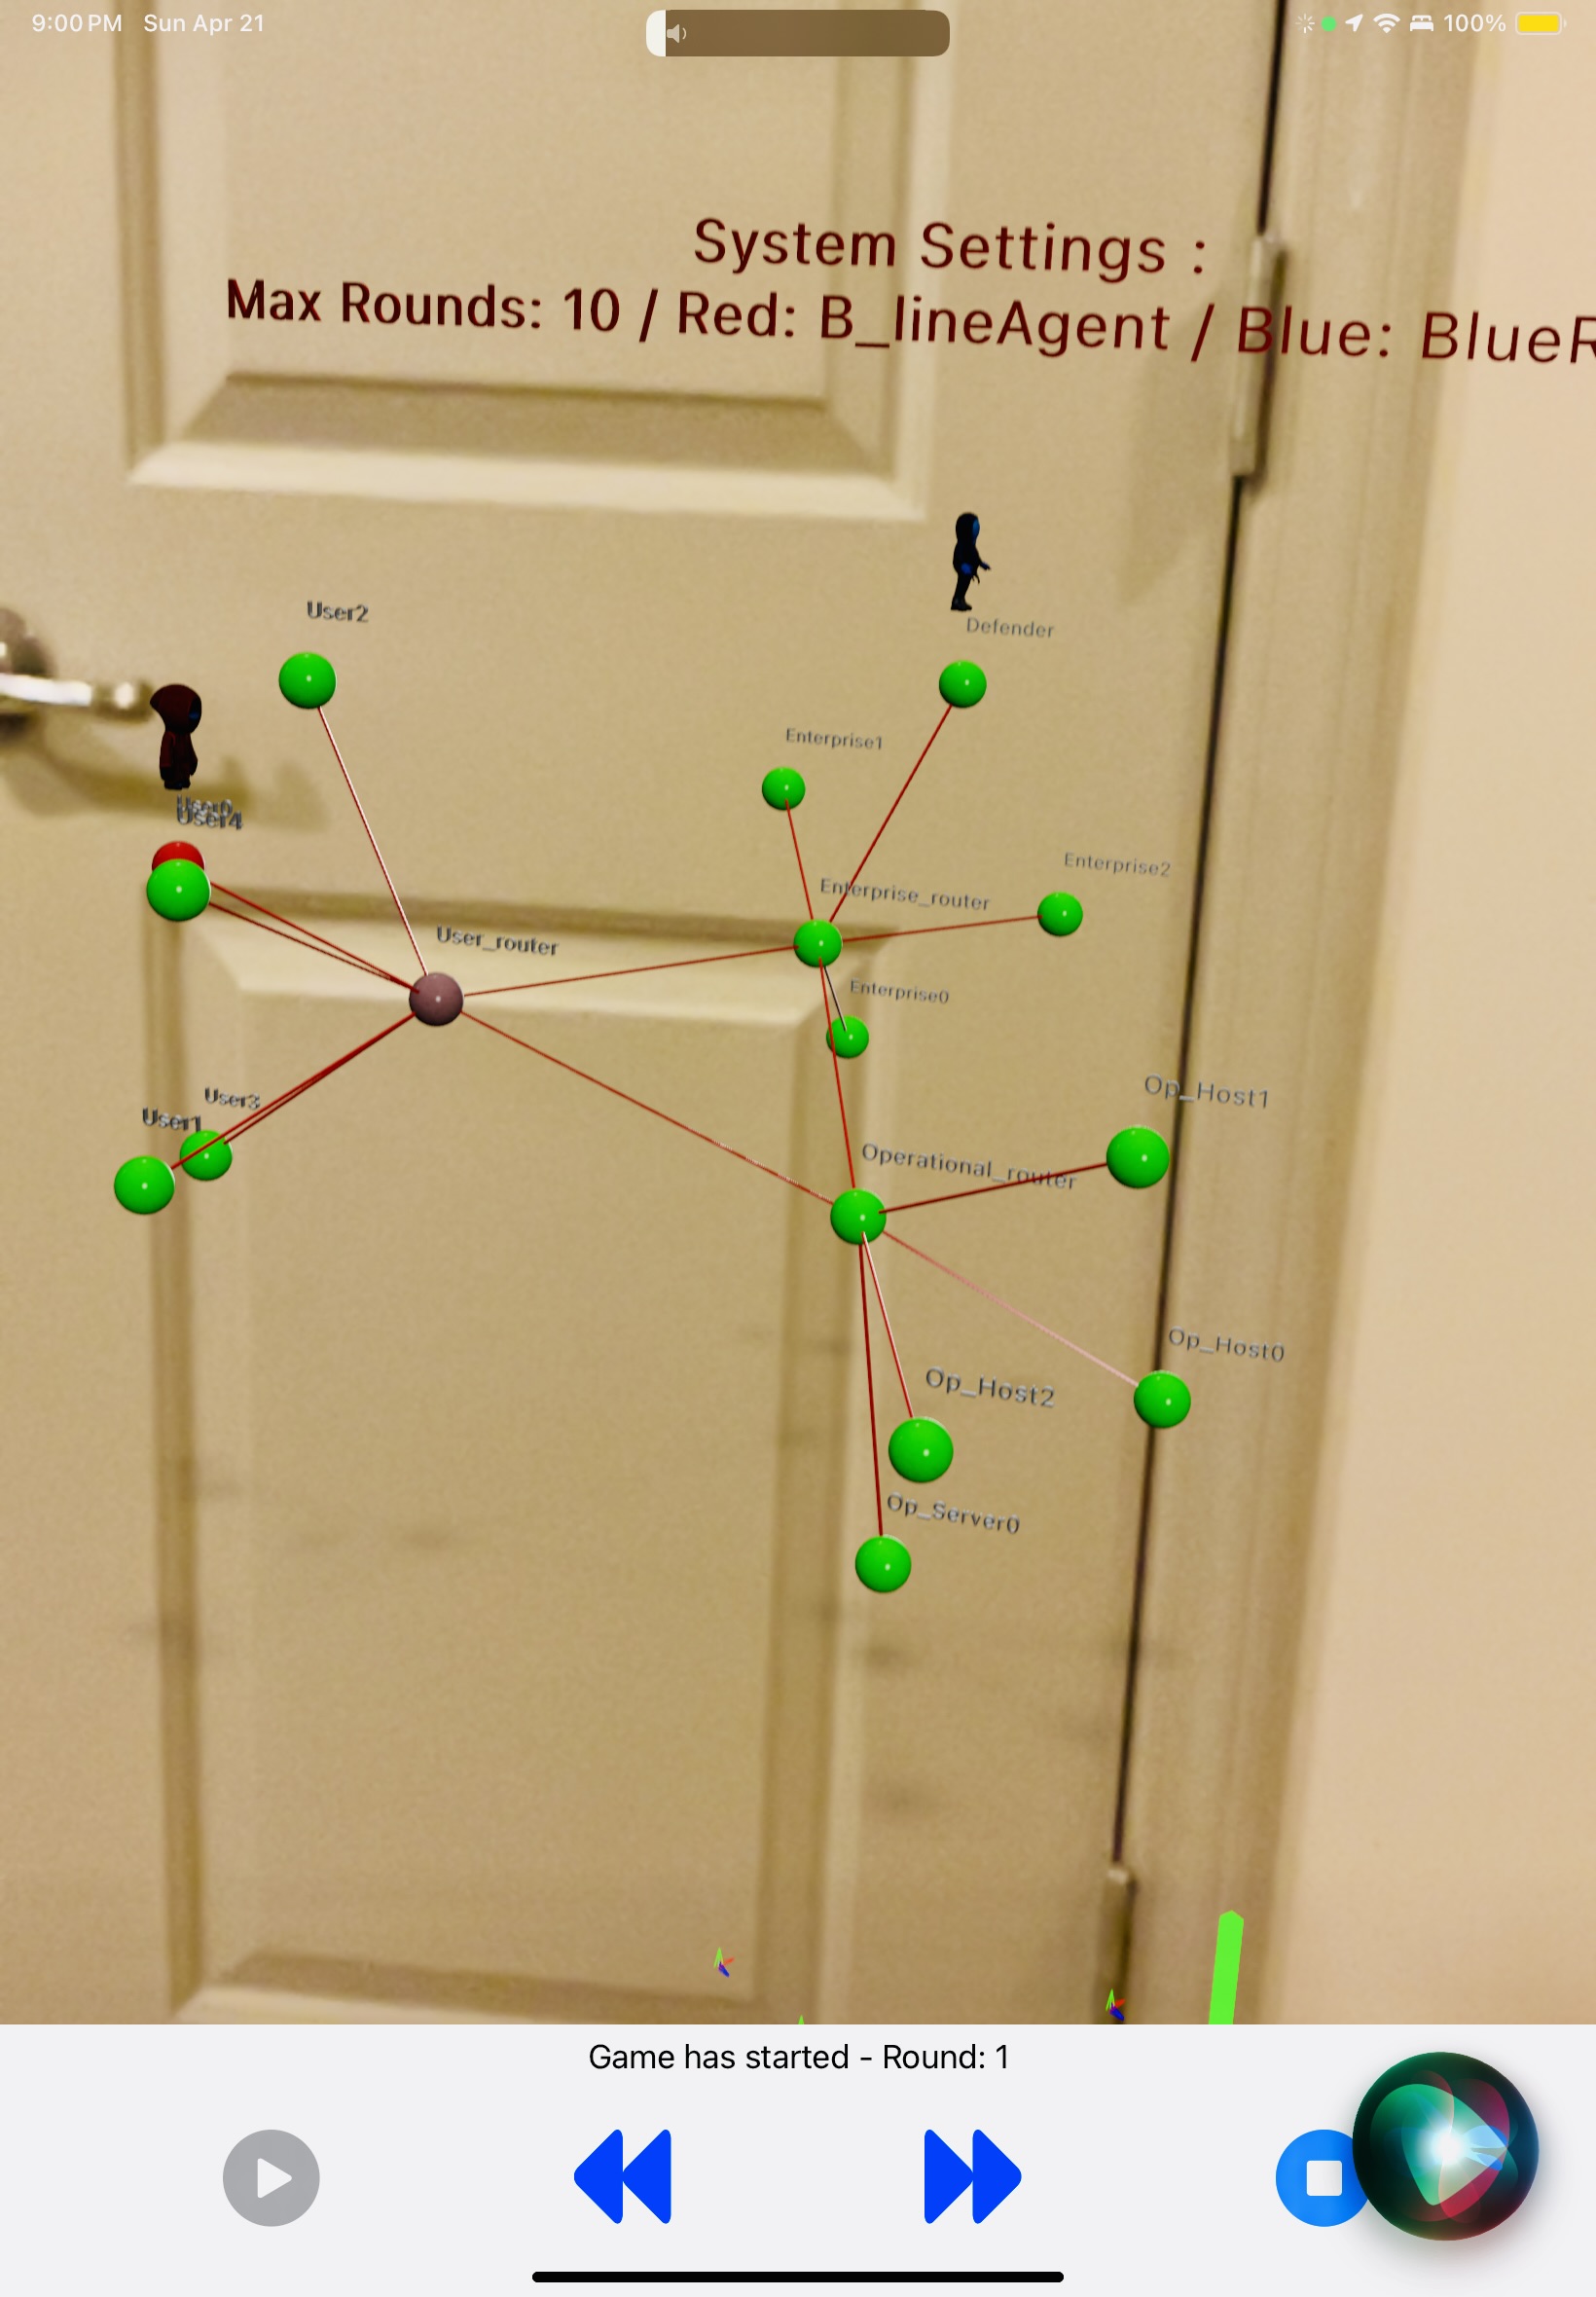 9:00 PM Sun Apr 21
100%
System Settings :
Max Rounds: 10 / Red: B_lineAgent / Blue: BlueR
User2
Defender
Enterprise1
User0
User4
Enterprise2
Enterprise_router
User_router
Enterprise0
Op_Host1
User3
User1
Operational_router
Op_Host0
Op_Host2
Op_Server0
Game has started - Round: 1